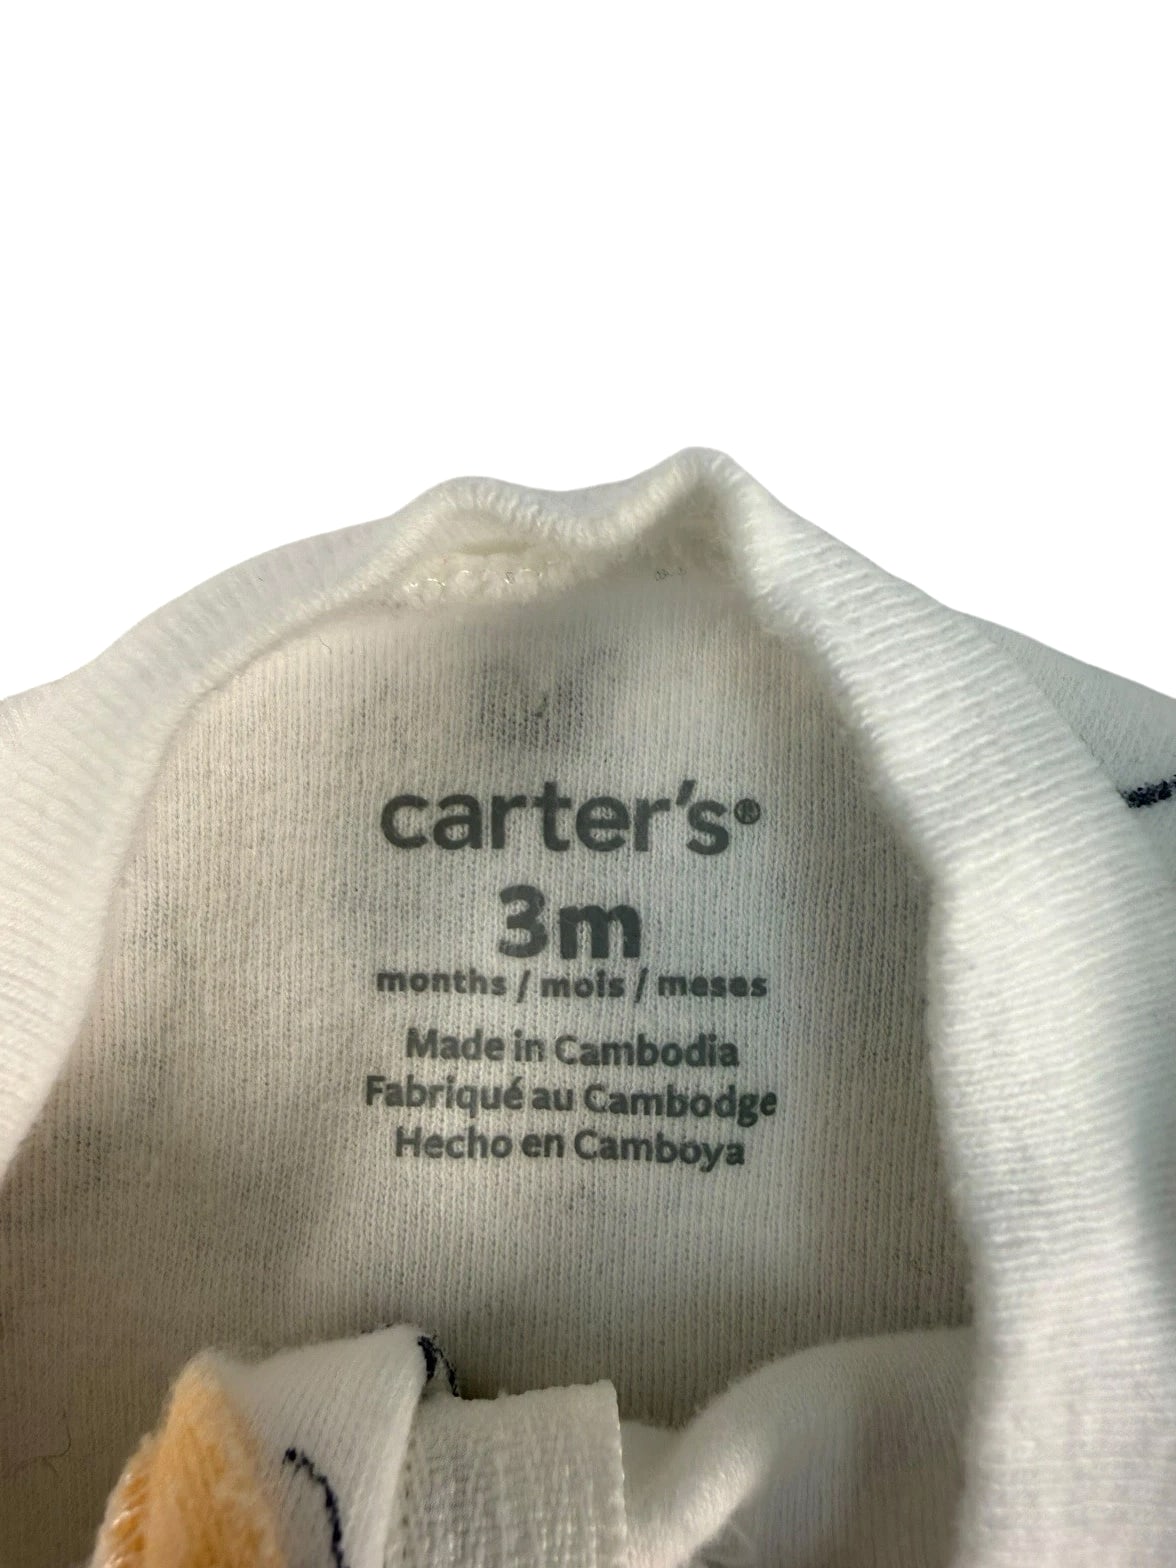 carter's®
3m
months / mois / meses
Made in Cambodia
Fabriqué au Cambodge
Hecho en Camboya